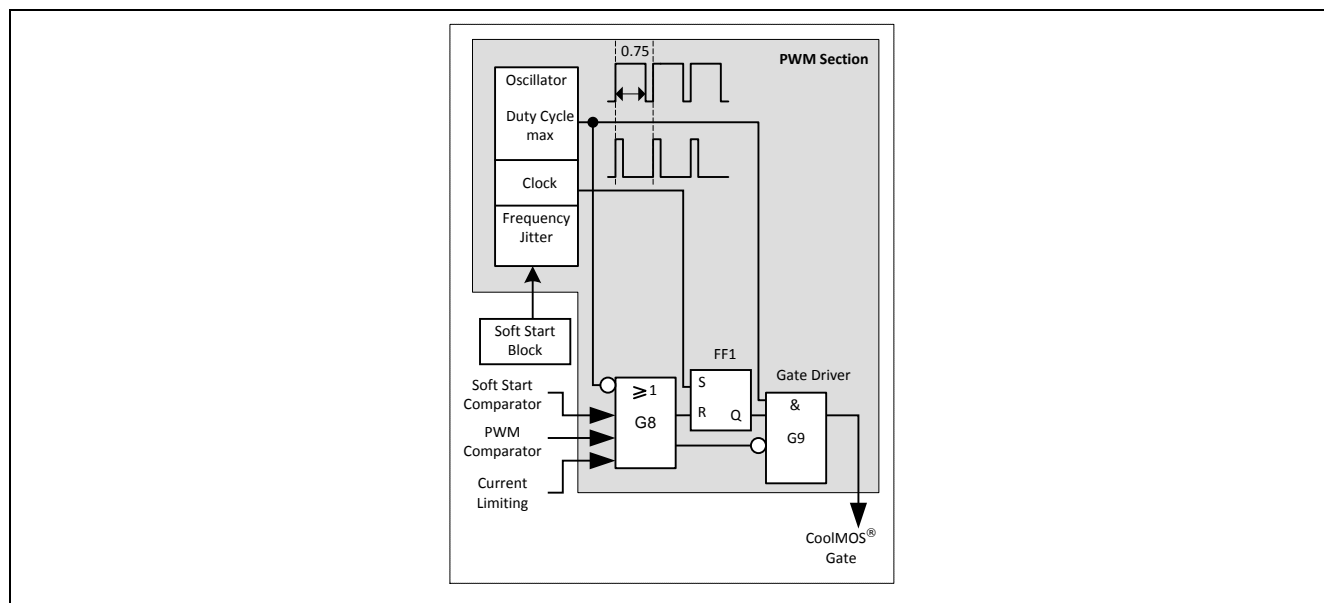 0.75
PWM Section
Oscillator
Duty Cycle
max
Clock
Frequency
Jitter
Soft Start
Block
FF1
Gate Driver
Soft Start
Comparator
PWM
Comparator
Current
Limiting
⩾1
G8
S
R
Q
&
G9
CoolMOS®
Gate